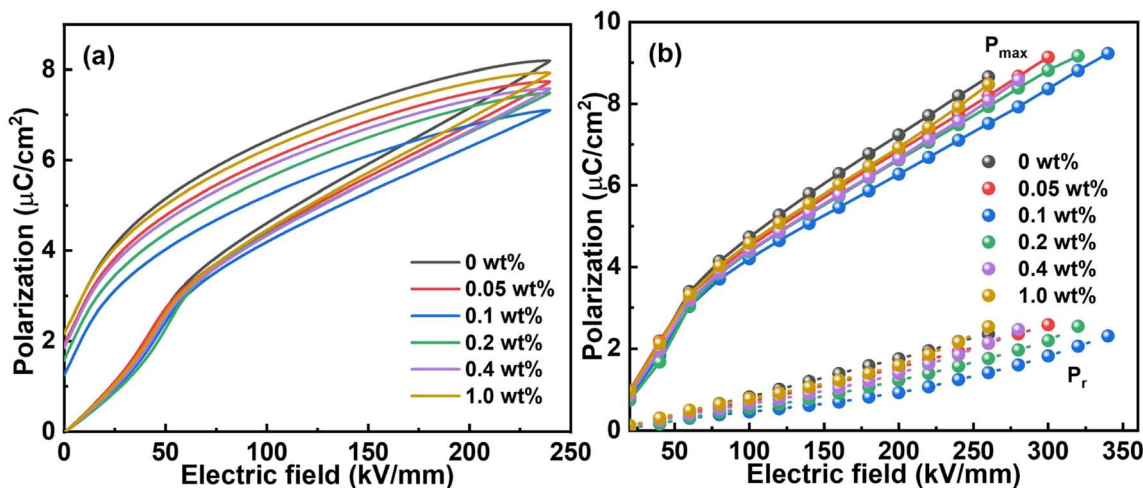 (a)
Polarization (μC/cm²)
8
6
4
2
0
0 wt%
0.05 wt%
0.1 wt%
0.2 wt%
0.4 wt%
1.0 wt%
0 50 100 150 200 250
Electric field (kV/mm)
(b)
Polarization (μC/cm²)
10
8
6
4
2
0
Pmax
0 wt%
0.05 wt%
0.1 wt%
0.2 wt%
0.4 wt%
1.0 wt%
Pr
50 100 150 200 250 300 350
Electric field (kV/mm)